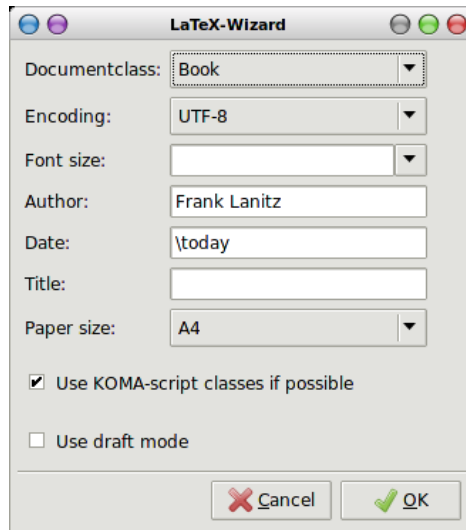 LaTeX-Wizard
Documentclass: Book
Encoding: UTF-8
Font size:
Author: Frank Lanitz
Date: \today
Title:
Paper size: A4
Use KOMA-script classes if possible
Use draft mode
Cancel OK